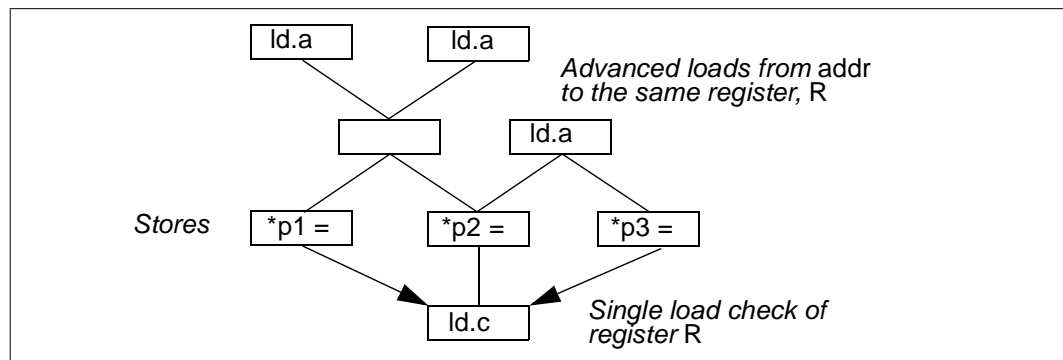 ld.a ld.a
Advanced loads from addr
to the same register, R
ld.a
Stores *p1 = *p2 = *p3 =
ld.c
Single load check of
register R